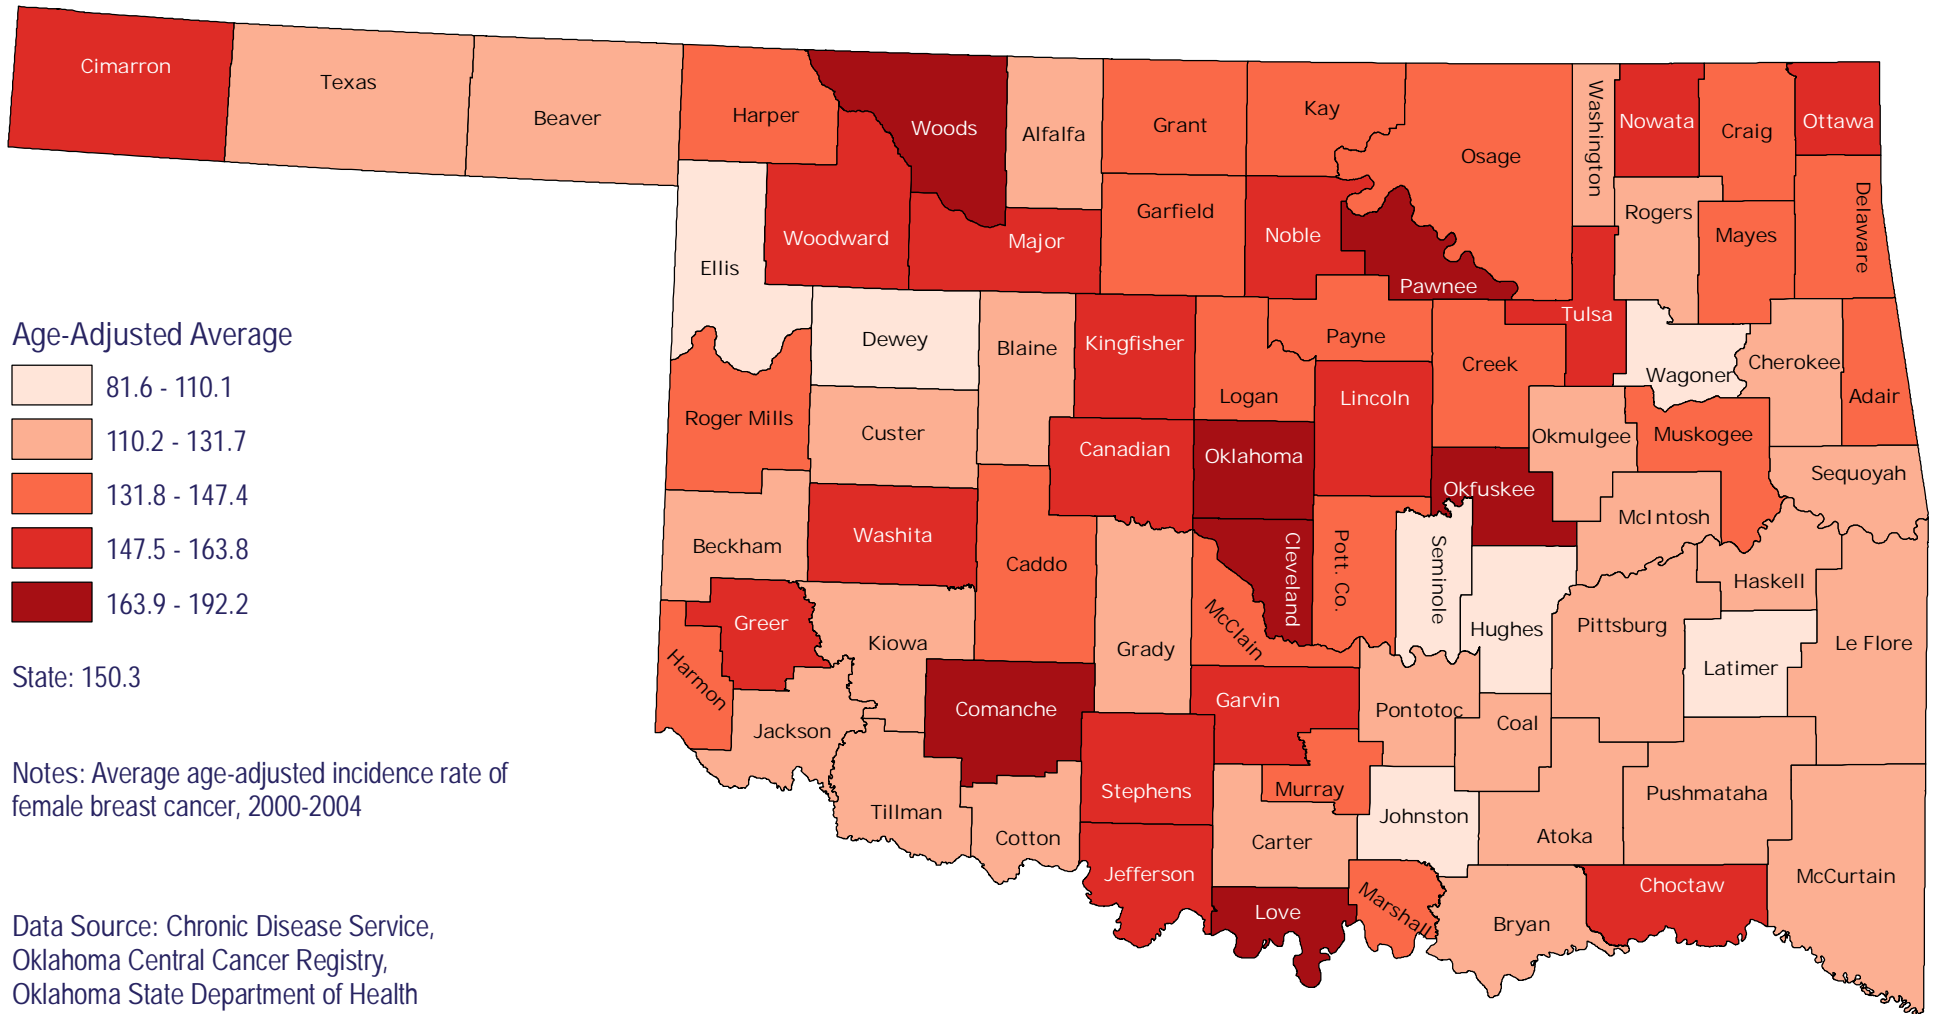 Cimarron
Texas
Beaver
Harper
Woods
Alfalfa
Grant
Kay
Osage
Washington
Nowata
Craig
Ottawa
Ellis
Woodward
Major
Garfield
Noble
Pawnee
Rogers
Mayes
Delaware
Dewey
Blaine
Kingfisher
Logan
Payne
Creek
Tulsa
Wagoner
Cherokee
Adair
Roger Mills
Custer
Canadian
Oklahoma
Lincoln
Okmulgee
Muskogee
Sequoyah
Beckham
Washita
Caddo
Grady
McClain
Cleveland
Pott. Co.
Seminole
Okfuskee
Hughes
McIntosh
Pittsburg
Haskell
Latimer
Le Flore
Harmon
Greer
Kiowa
Jackson
Comanche
Tillman
Cotton
Stephens
Garvin
Murray
Pontotoc
Coal
Johnston
Atoka
Pushmataha
McCurtain
Jefferson
Carter
Love
Marshall
Bryan
Choctaw
Age-Adjusted Average
81.6 - 110.1
110.2 - 131.7
131.8 - 147.4
147.5 - 163.8
163.9 - 192.2
State: 150.3
Notes: Average age-adjusted incidence rate of
female breast cancer, 2000-2004
Data Source: Chronic Disease Service,
Oklahoma Central Cancer Registry,
Oklahoma State Department of Health